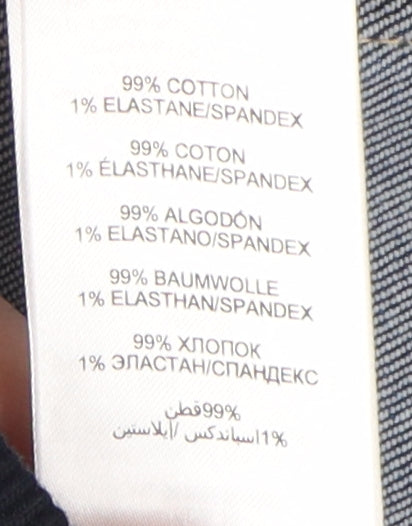 99% COTTON
1% ELASTANE/SPANDEX
99% COTON
1% ÉLASTHANE/SPANDEX
99% ALGODÓN
1% ELASTANO/SPANDEX
99% BAUMWOLLE
1% ELASTHAN/SPANDEX
99% ХЛОПОК
1% ЭЛАСТАН/СПАНДЕКС
99%قطن
1%اسباندكس /إيلاستين